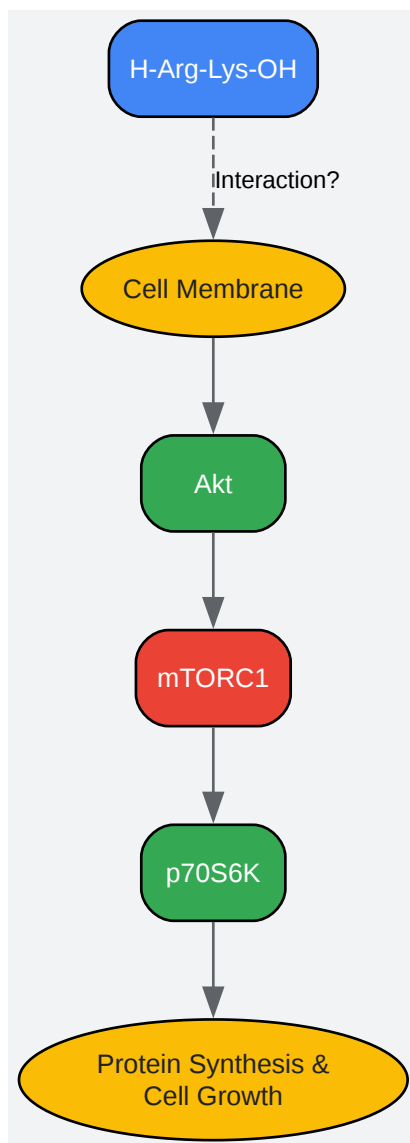 H-Arg-Lys-OH
Interaction?
Cell Membrane
Akt
mTORC1
p70S6K
Protein Synthesis &
Cell Growth